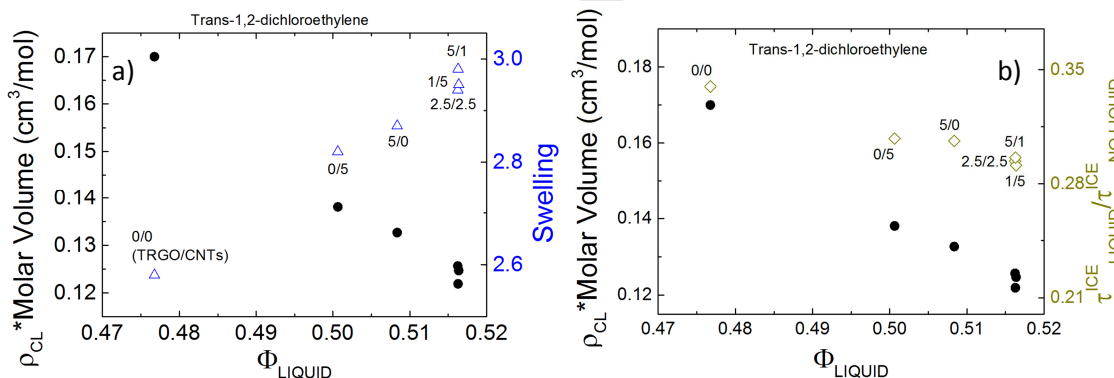 Trans-1,2-dichloroethylene
a)
0.17
0.16
0.15
0.14
0.13
0.12
ρCL*Molar Volume (cm³/mol)
5/1
1/5
2.5/2.5
5/0
0/5
0/0
(TRGO/CNTs)
3.0
2.8
2.6
Swelling
0.47 0.48 0.49 0.50 0.51 0.52
ΦLIQUID
b)
Trans-1,2-dichloroethylene
0.18
0.16
0.14
0.12
ρCL*Molar Volume (cm³/mol)
0/0
0/5
5/0
5/1
2.5/2.5
1/5
0.35
0.28
0.21
τICE LIQUID/τICE NO LIQUID
0.47 0.48 0.49 0.50 0.51 0.52
ΦLIQUID